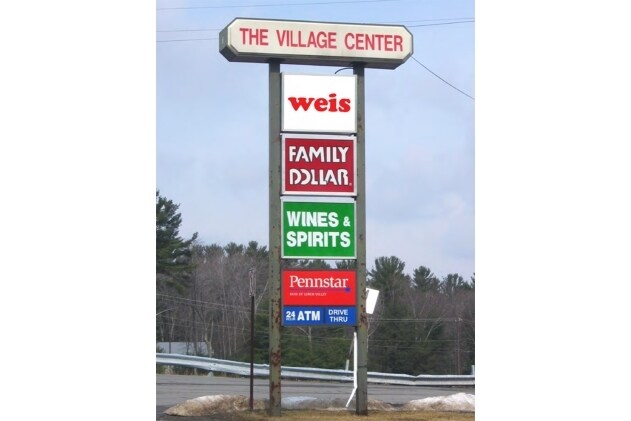 THE VILLAGE CENTER
weis
FAMILY
DOLLAR
WINES &
SPIRITS
Pennstar
24 ATM
DRIVE
THRU